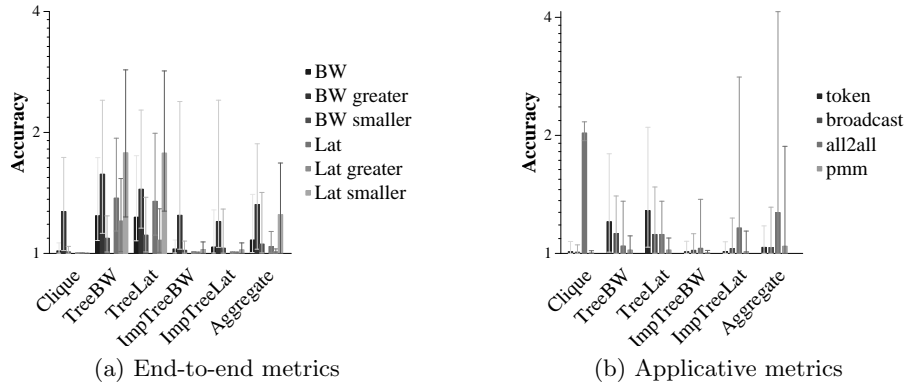 4
2
1
Accuracy
BW
BW greater
BW smaller
Lat
Lat greater
Lat smaller
Clique
TreeBW
TreeLat
ImpTreeBW
ImpTreeLat
Aggregate
(a) End-to-end metrics
4
2
1
Accuracy
token
broadcast
all2all
pmm
Clique
TreeBW
TreeLat
ImpTreeBW
ImpTreeLat
Aggregate
(b) Applicative metrics